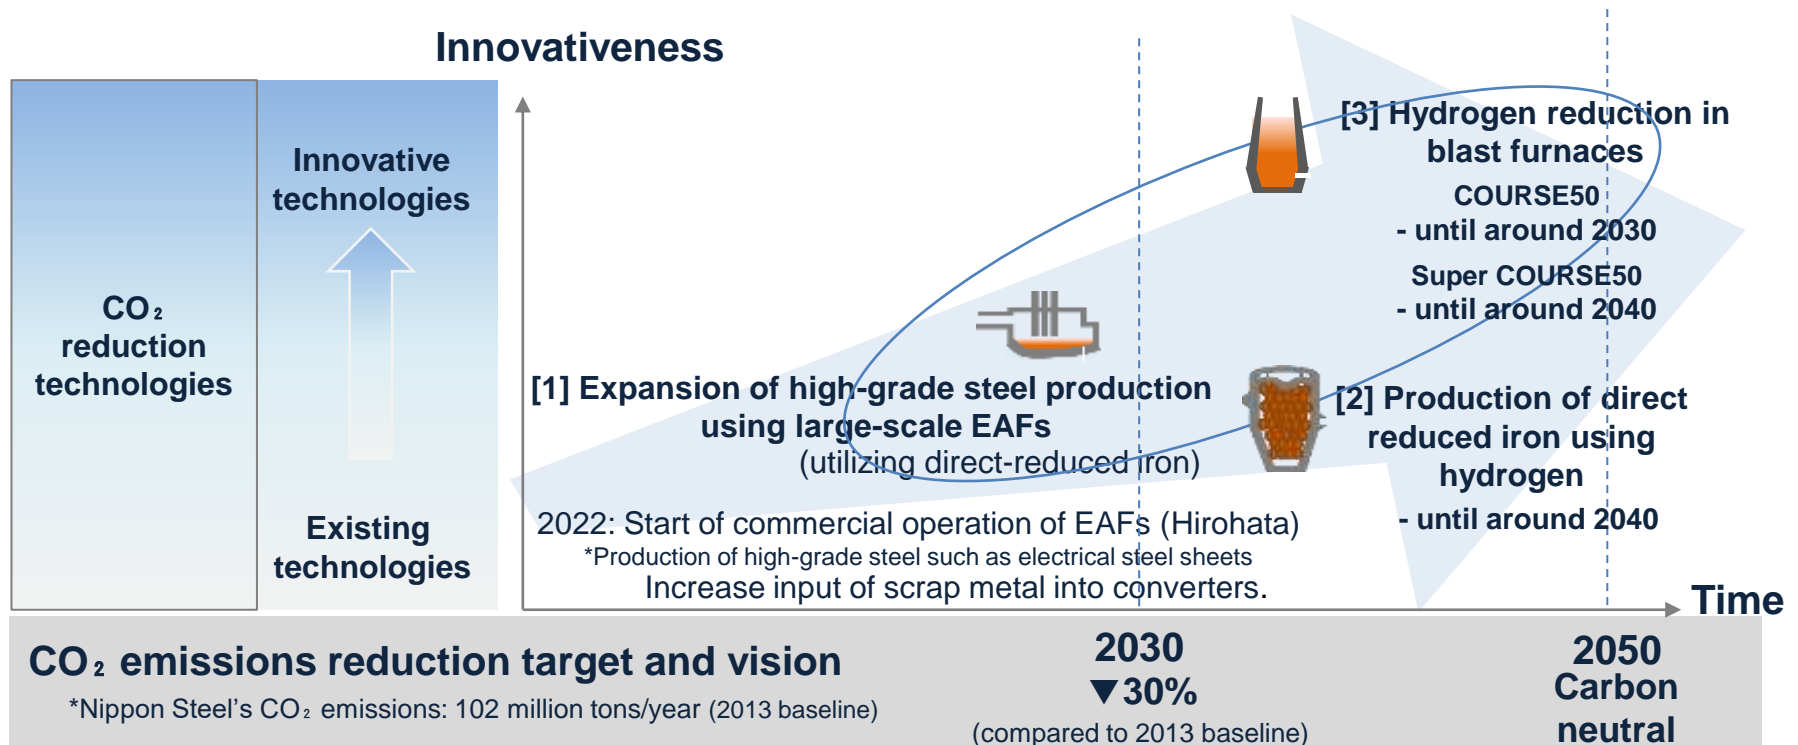 Innovativeness
CO₂
reduction
technologies
Innovative
technologies
Existing
technologies
[1] Expansion of high-grade steel production
using large-scale EAFs
(utilizing direct-reduced iron)
2022: Start of commercial operation of EAFs (Hirohata)
*Production of high-grade steel such as electrical steel sheets
Increase input of scrap metal into converters.
[3] Hydrogen reduction in
blast furnaces
COURSE50
- until around 2030
Super COURSE50
- until around 2040
[2] Production of direct
reduced iron using
hydrogen
- until around 2040
Time
CO₂ emissions reduction target and vision
*Nippon Steel's CO₂ emissions: 102 million tons/year (2013 baseline)
2030
▼30%
(compared to 2013 baseline)
2050
Carbon
neutral